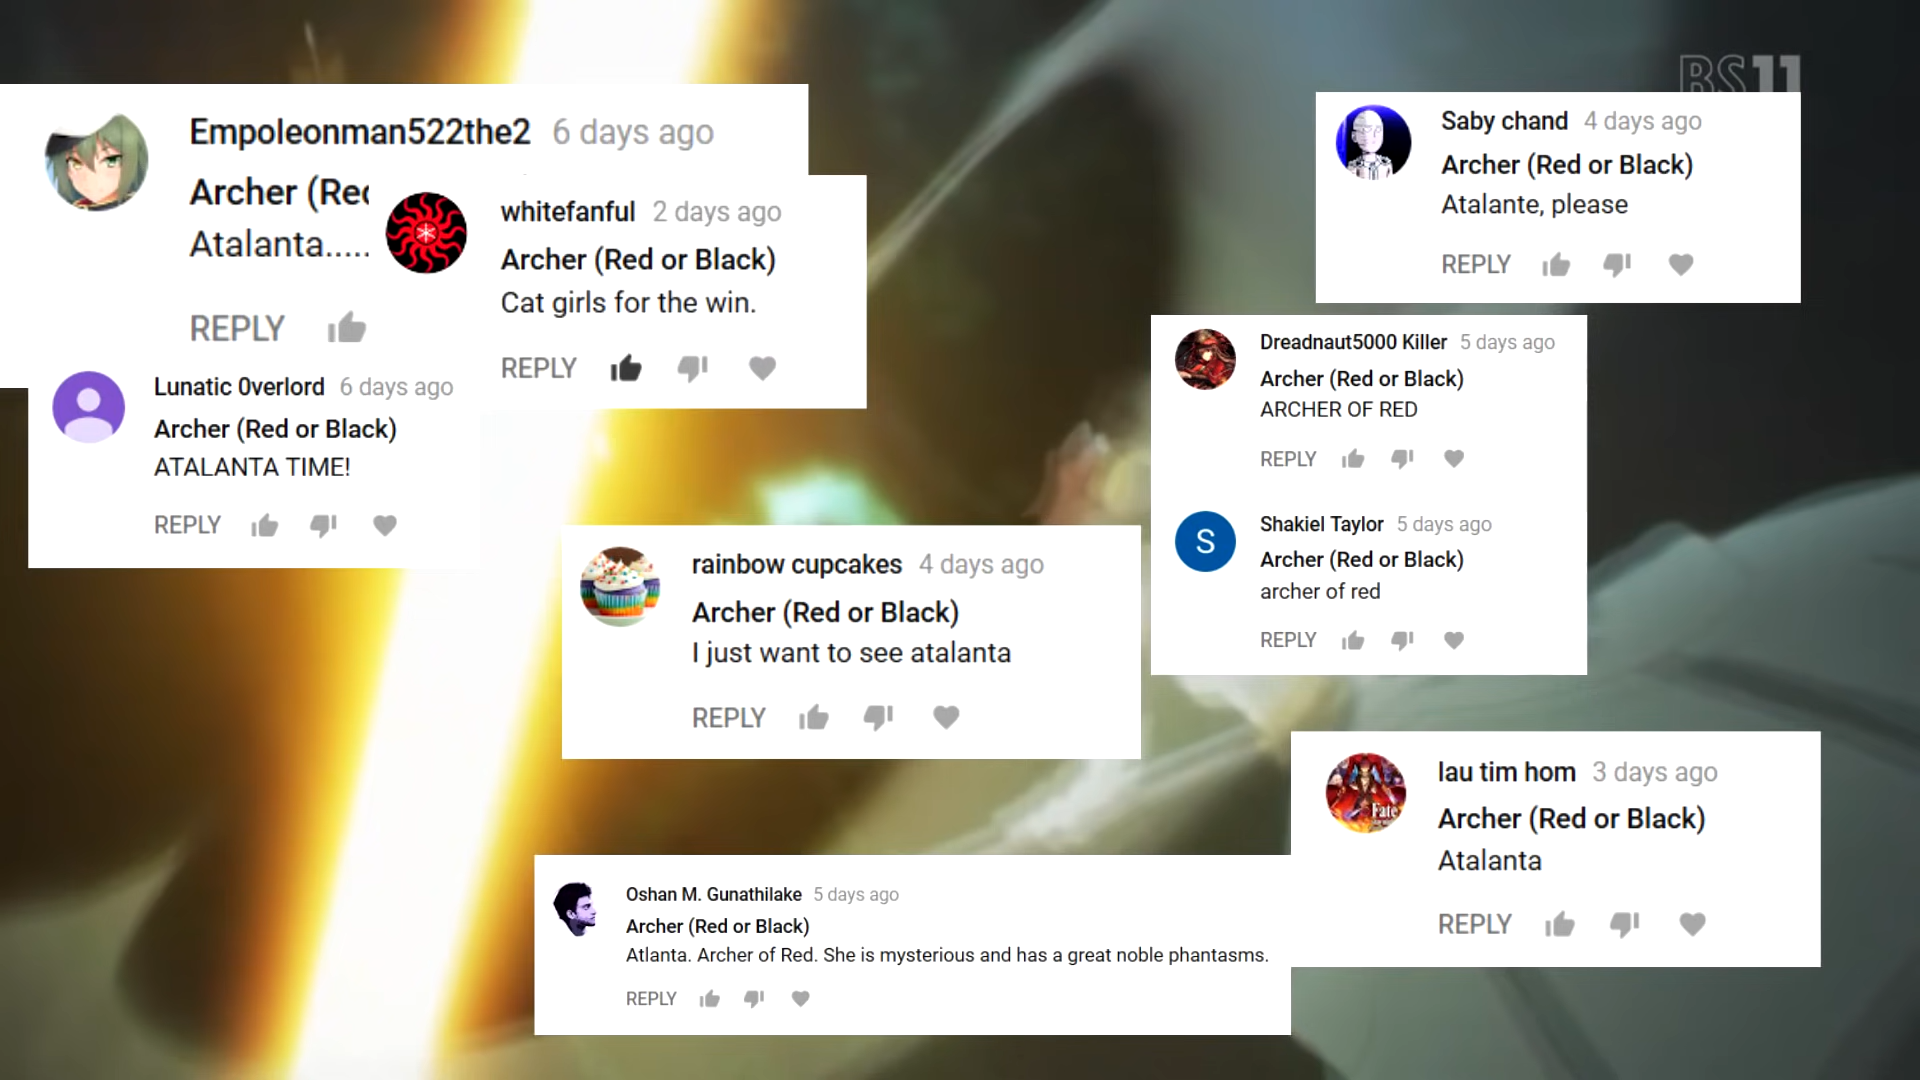 BS11
Empoleonman522the2 6 days ago
Archer (Rec
Atalanta.....
REPLY
whitefanful 2 days ago
Archer (Red or Black)
Cat girls for the win.
REPLY
Lunatic 0verlord 6 days ago
Archer (Red or Black)
ATALANTA TIME!
REPLY
Saby chand 4 days ago
Archer (Red or Black)
Atalante, please
REPLY
Dreadnaut5000 Killer 5 days ago
Archer (Red or Black)
ARCHER OF RED
REPLY
S
Shakiel Taylor 5 days ago
Archer (Red or Black)
archer of red
REPLY
rainbow cupcakes 4 days ago
Archer (Red or Black)
I just want to see atalanta
REPLY
Fate
lau tim hom 3 days ago
Archer (Red or Black)
Atalanta
REPLY
Oshan M. Gunathilake 5 days ago
Archer (Red or Black)
Atlanta. Archer of Red. She is mysterious and has a great noble phantasms.
REPLY